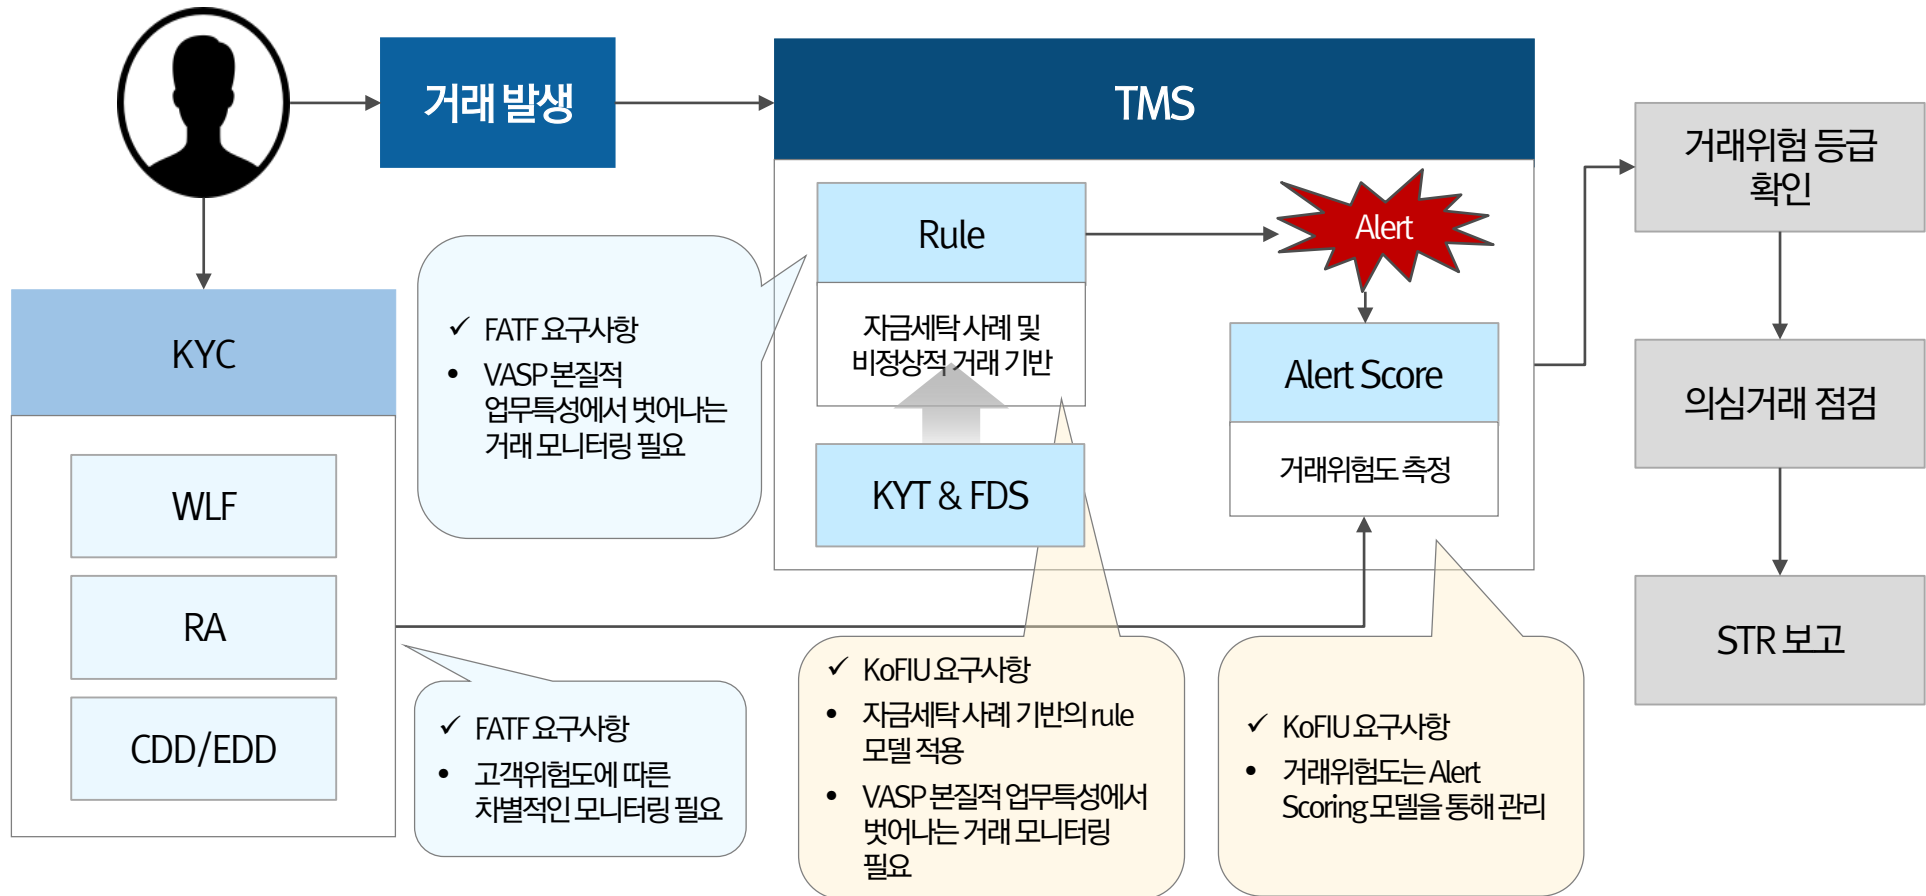 거래 발생
TMS
거래위험 등급
확인
Rule
Alert
자금세탁 사례 및
비정상적 거래 기반
✓ FATF 요구사항
• VASP 본질적
업무특성에서 벗어나는
거래 모니터링 필요
KYC
Alert Score
의심거래 점검
거래위험도 측정
KYT & FDS
WLF
RA
STR 보고
CDD/EDD
✓ FATF 요구사항
• 고객위험도에 따른
차별적인 모니터링 필요
✓ KoFIU 요구사항
• 자금세탁 사례 기반의 rule
모델 적용
• VASP 본질적 업무특성에서
벗어나는 거래 모니터링
필요
✓ KoFIU 요구사항
• 거래위험도는 Alert
Scoring 모델을 통해 관리